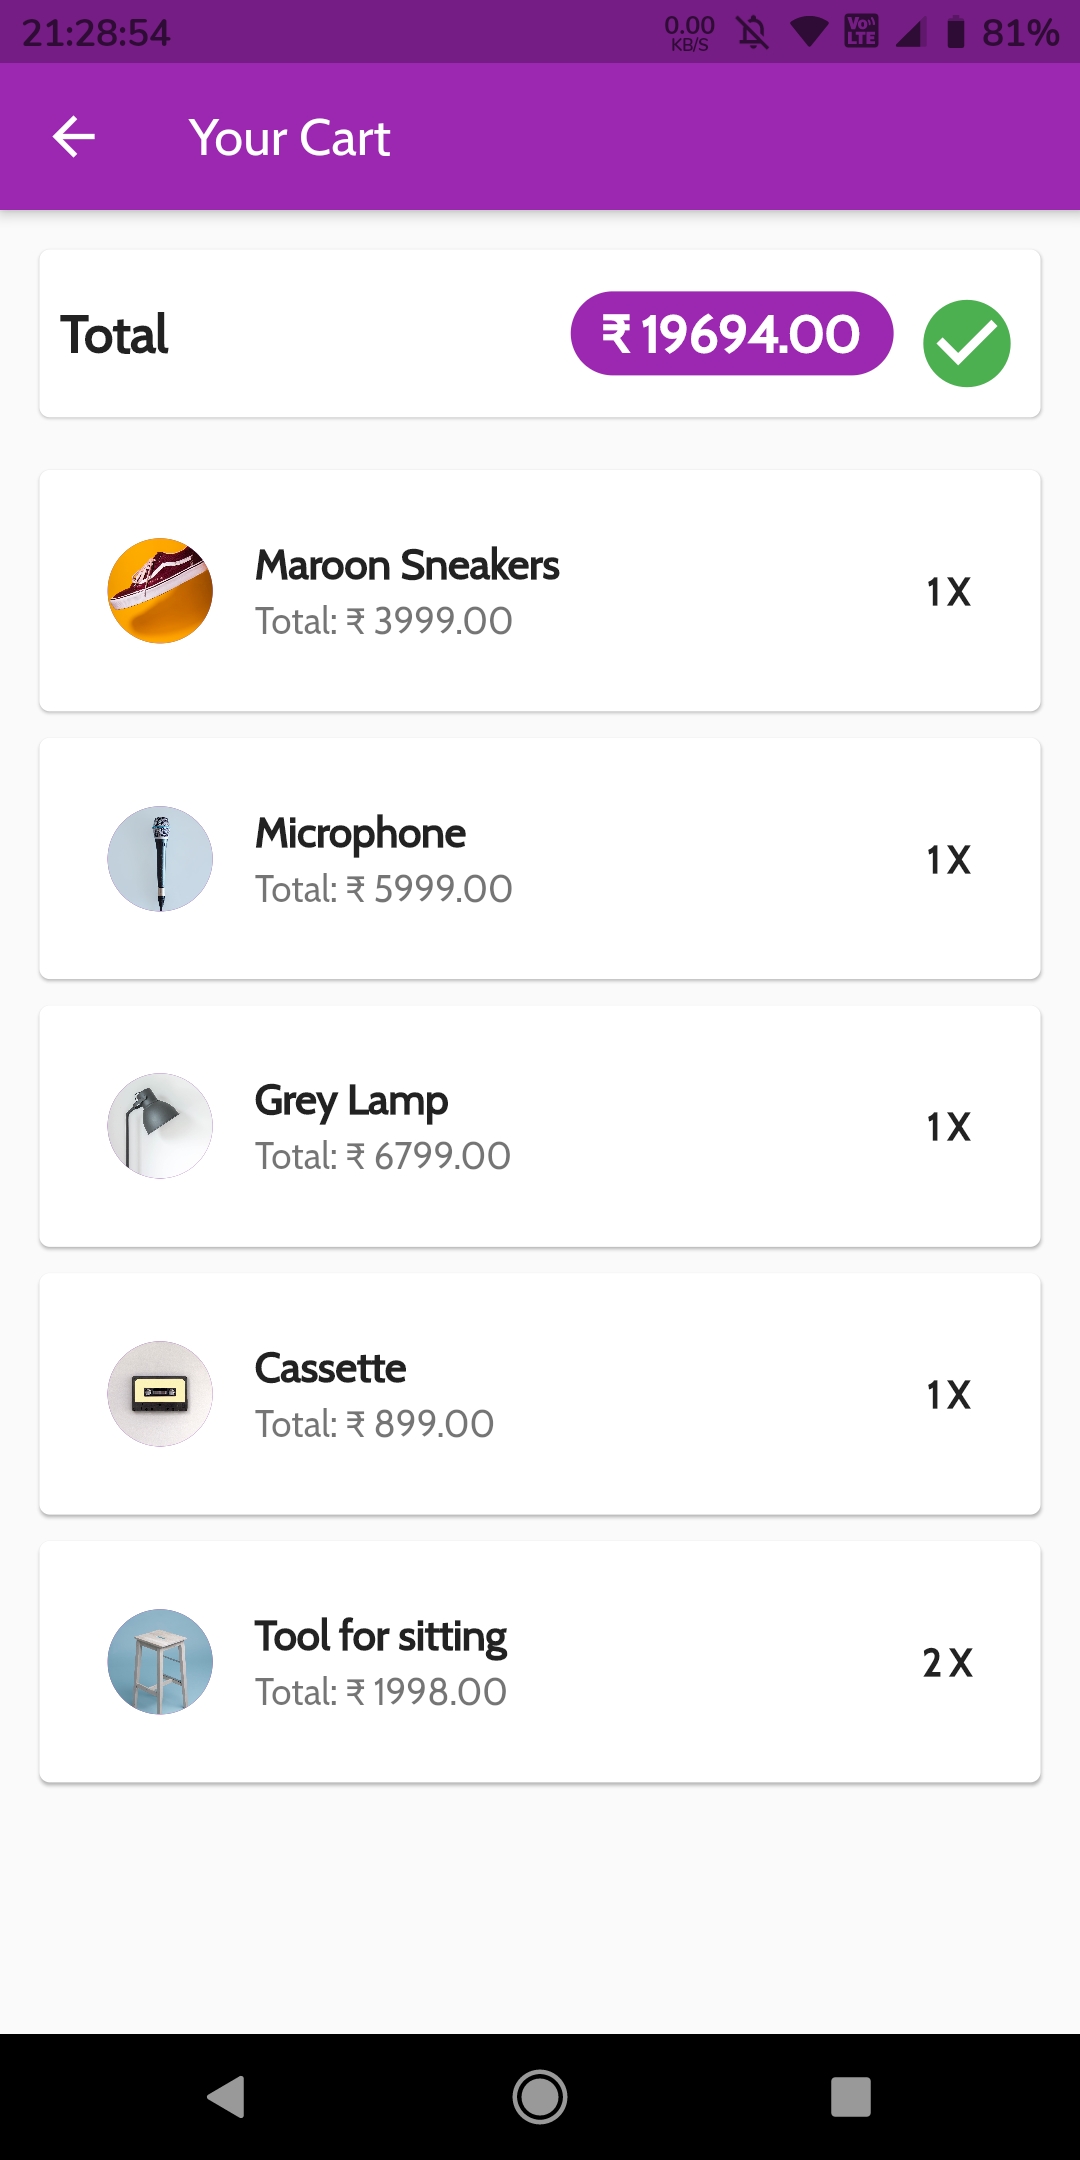 21:28:54 0.00 KB/S Vo)) LTE 81%
Your Cart
Total ₹ 19694.00
Maroon Sneakers
Total: ₹ 3999.00
1 X
Microphone
Total: ₹ 5999.00
1 X
Grey Lamp
Total: ₹ 6799.00
1 X
Cassette
Total: ₹ 899.00
1 X
Tool for sitting
Total: ₹ 1998.00
2 X